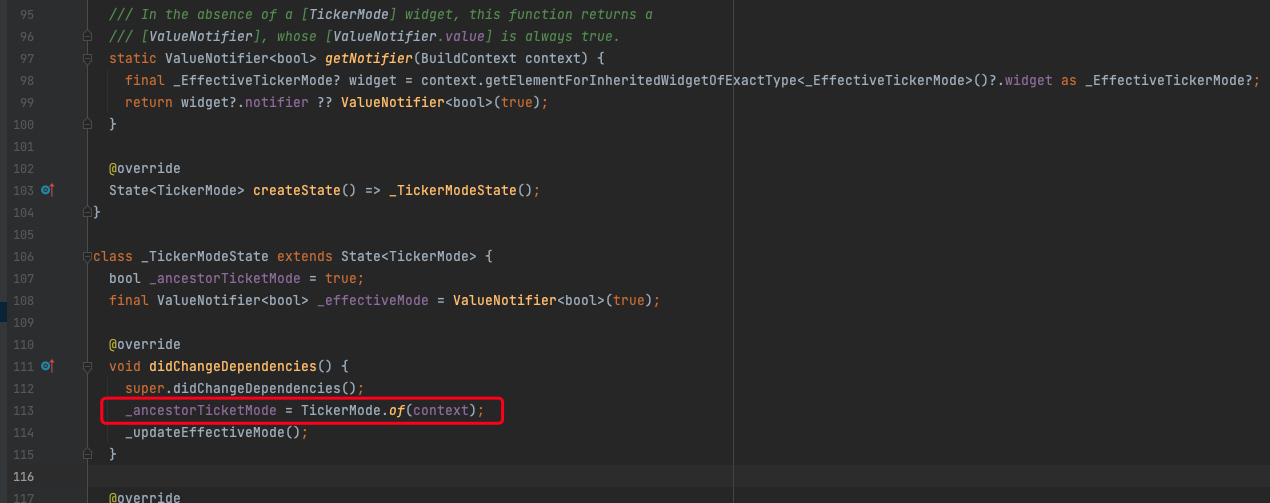 95 /// In the absence of a [TickerMode] widget, this function returns a
96 /// [ValueNotifier], whose [ValueNotifier.value] is always true.
97 static ValueNotifier<bool> getNotifier(BuildContext context) {
98 final _EffectiveTickerMode? widget = context.getElementForInheritedWidgetOfExactType<_EffectiveTickerMode>()?.widget as _EffectiveTickerMode?;
99 return widget?.notifier ?? ValueNotifier<bool>(true);
100 }
101
102 @override
103 State<TickerMode> createState() => _TickerModeState();
104 }
105
106 class _TickerModeState extends State<TickerMode> {
107 bool _ancestorTicketMode = true;
108 final ValueNotifier<bool> _effectiveMode = ValueNotifier<bool>(true);
109
110 @override
111 void didChangeDependencies() {
112 super.didChangeDependencies();
113 _ancestorTicketMode = TickerMode.of(context);
114 _updateEffectiveMode();
115 }
116
117 @override